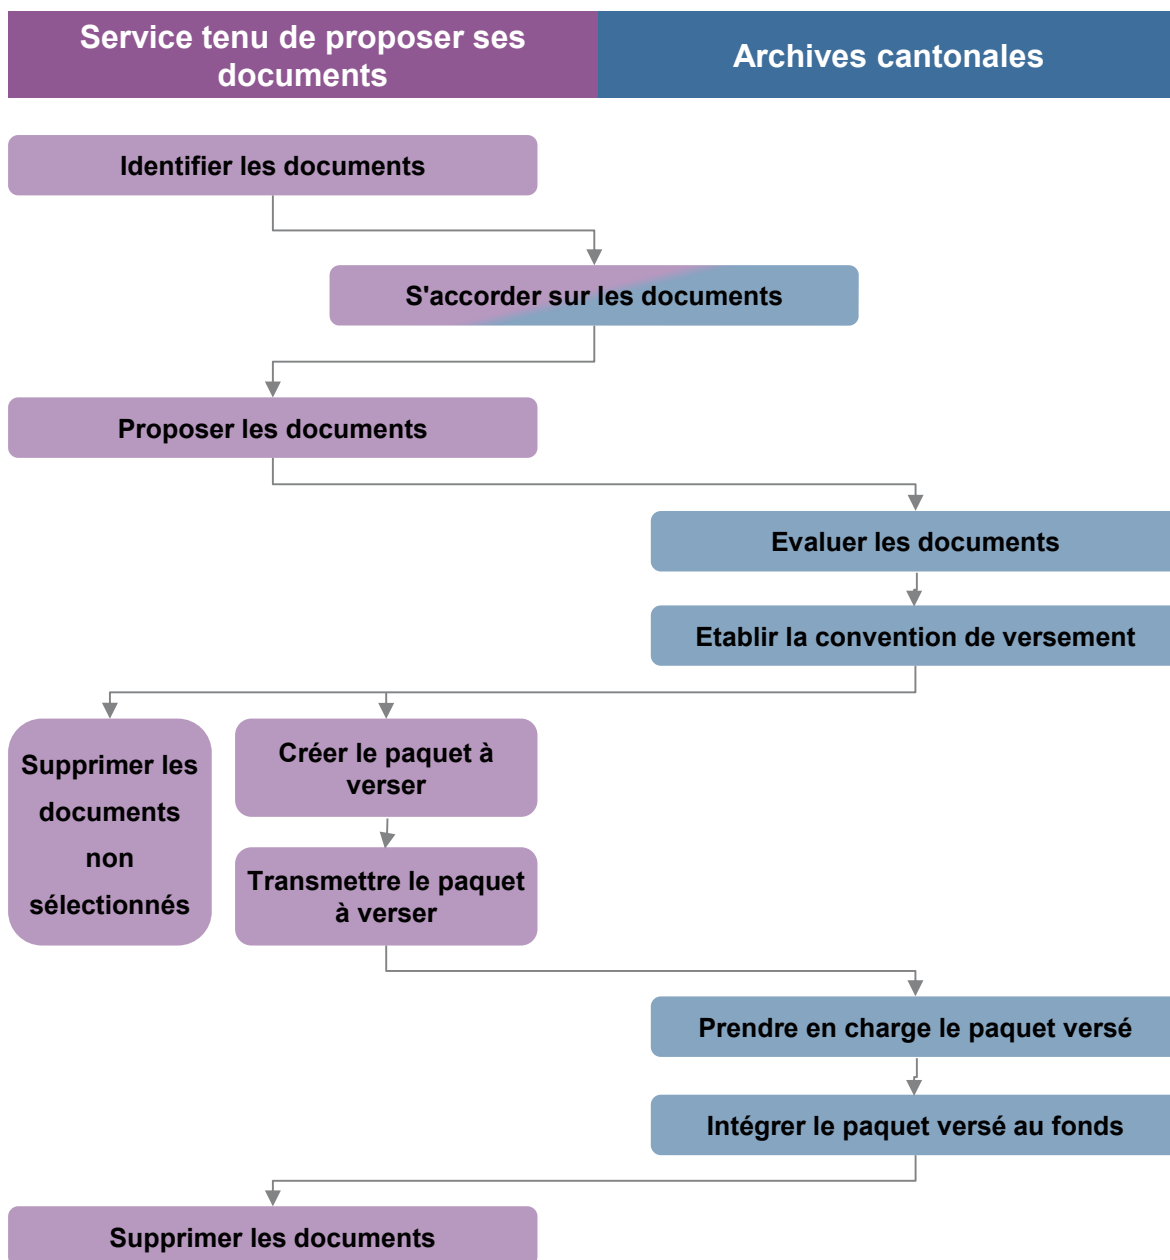 Service tenu de proposer ses
documents
Archives cantonales
Identifier les documents
S'accorder sur les documents
Proposer les documents
Evaluer les documents
Etablir la convention de versement
Supprimer les
documents
non
sélectionnés
Créer le paquet à
verser
Transmettre le paquet
à verser
Prendre en charge le paquet versé
Intégrer le paquet versé au fonds
Supprimer les documents